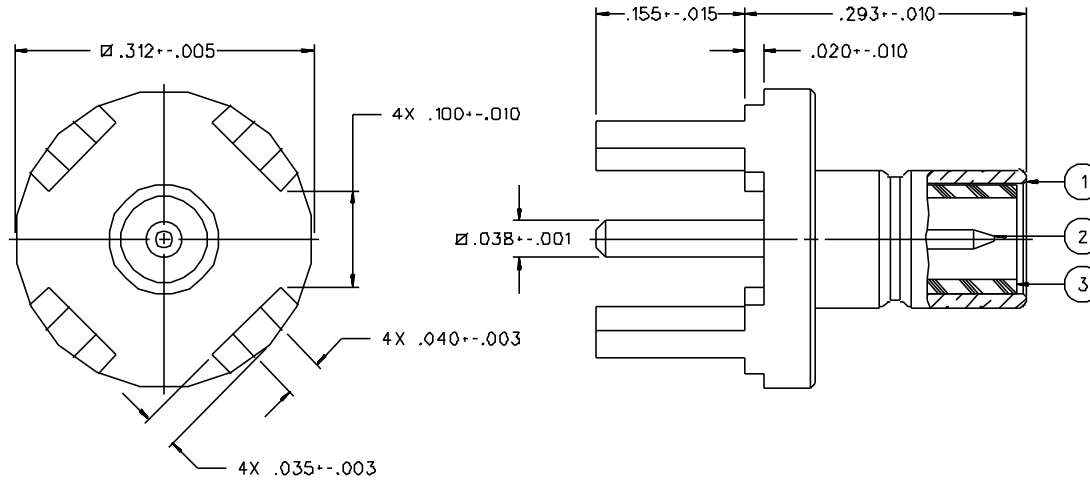 .155+-.015
.293+-.010
Ø .312+-.005
.020+-.010
4X .100+-.010
1
Ø .038+-.001
2
3
4X .040+-.003
4X .035+-.003